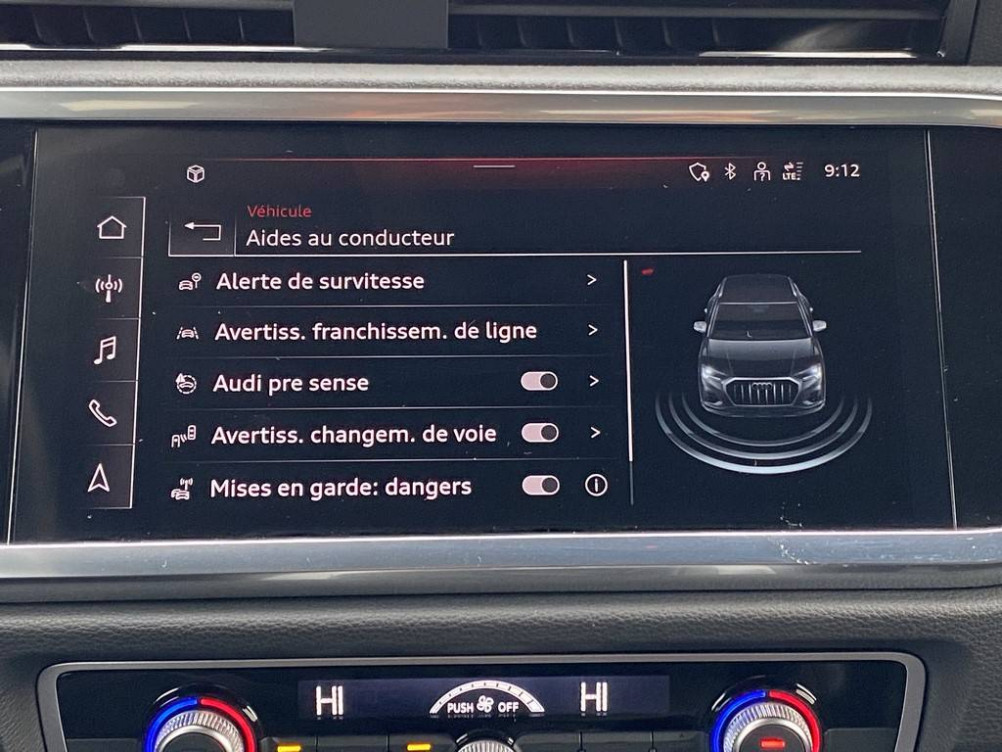 LTE 9:12
Véhicule
Aides au conducteur
Alerte de survitesse
Avertiss. franchissem. de ligne
Audi pre sense
Avertiss. changem. de voie
Mises en garde: dangers
HI PUSH OFF HI